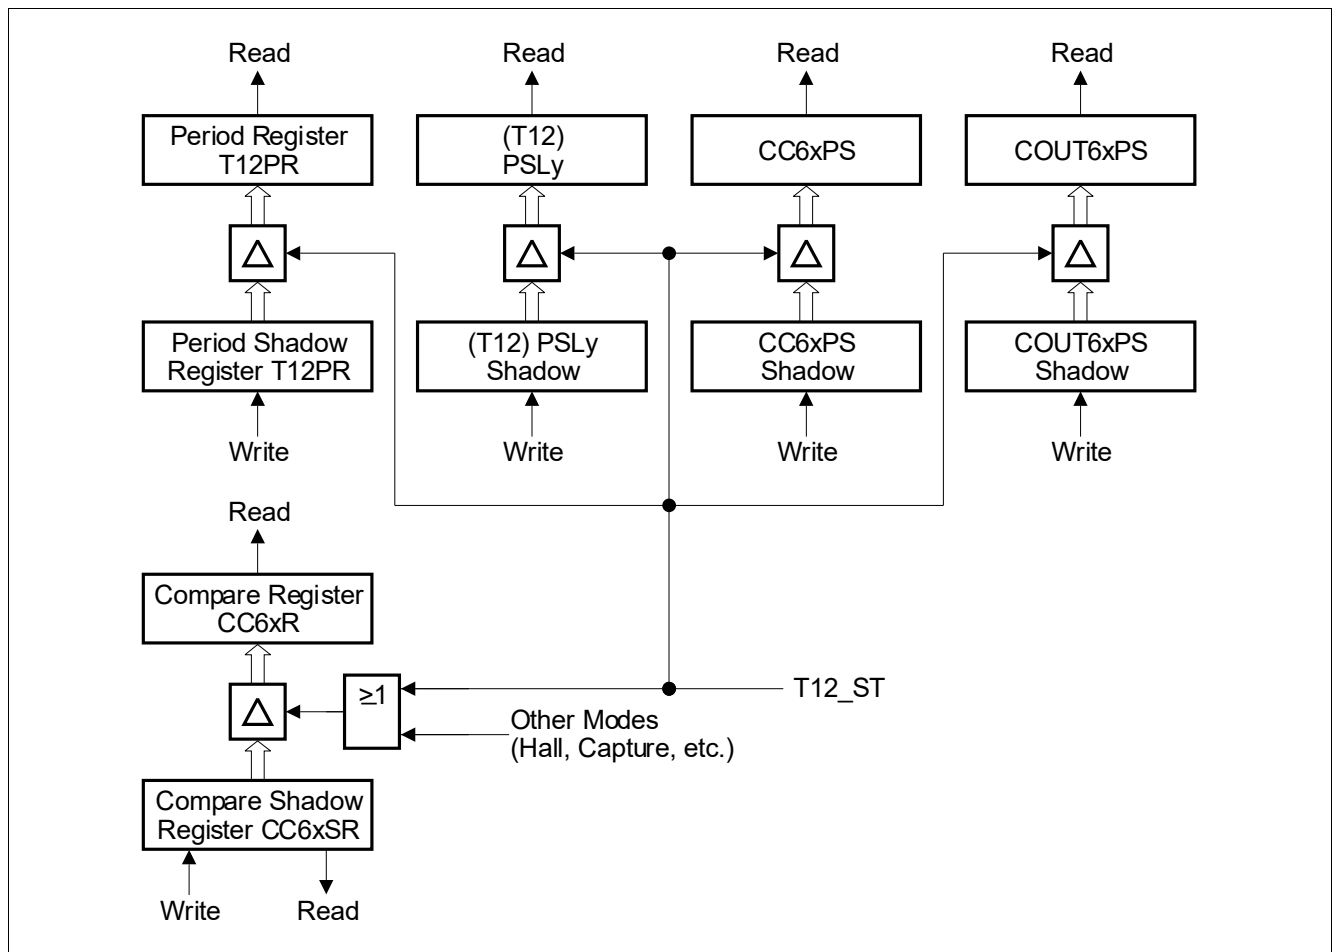 Read
Read
Read
Read
Period Register
T12PR
(T12)
PSLy
CC6xPS
COUT6xPS
Period Shadow
Register T12PR
(T12) PSLy
Shadow
CC6xPS
Shadow
COUT6xPS
Shadow
Write
Write
Write
Write
Read
Compare Register
CC6xR
≥1
T12_ST
Other Modes
(Hall, Capture, etc.)
Compare Shadow
Register CC6xSR
Write
Read